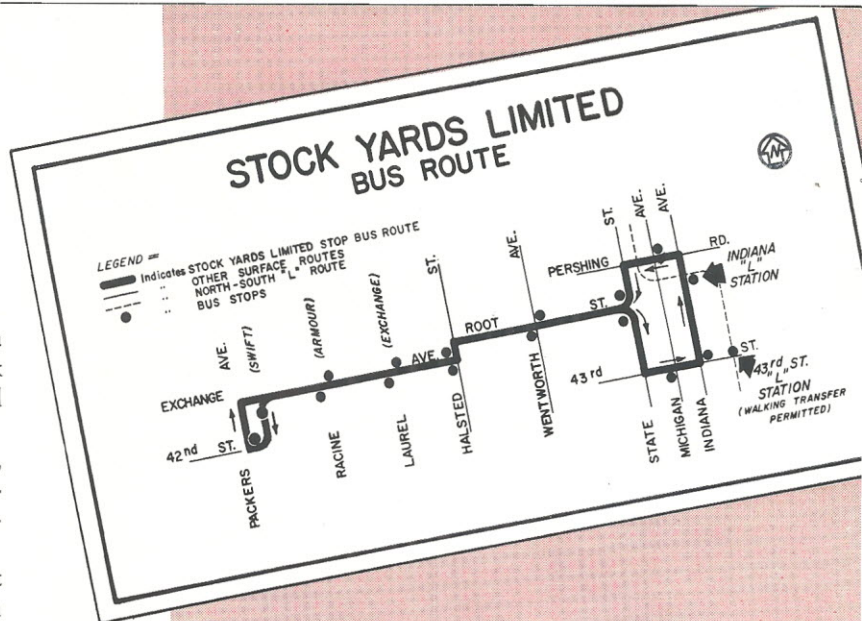 STOCK YARDS LIMITED
BUS ROUTE
N
LEGEND =
Indicates STOCK YARDS LIMITED STOP BUS ROUTE
" OTHER SURFACE ROUTES
" NORTH-SOUTH "L" ROUTE
" BUS STOPS
ST.
AVE.
AVE.
PERSHING
RD.
INDIANA
"L"
STATION
AVE.
ST.
ROOT
ST.
(EXCHANGE)
(ARMOUR)
AVE.
(SWIFT)
AVE.
EXCHANGE
42nd ST.
PACKERS
RACINE
LAUREL
HALSTED
WENTWORTH
43rd
ST.
STATE
MICHIGAN
INDIANA
43rd ST.
"L"
STATION
(WALKING TRANSFER
PERMITTED)